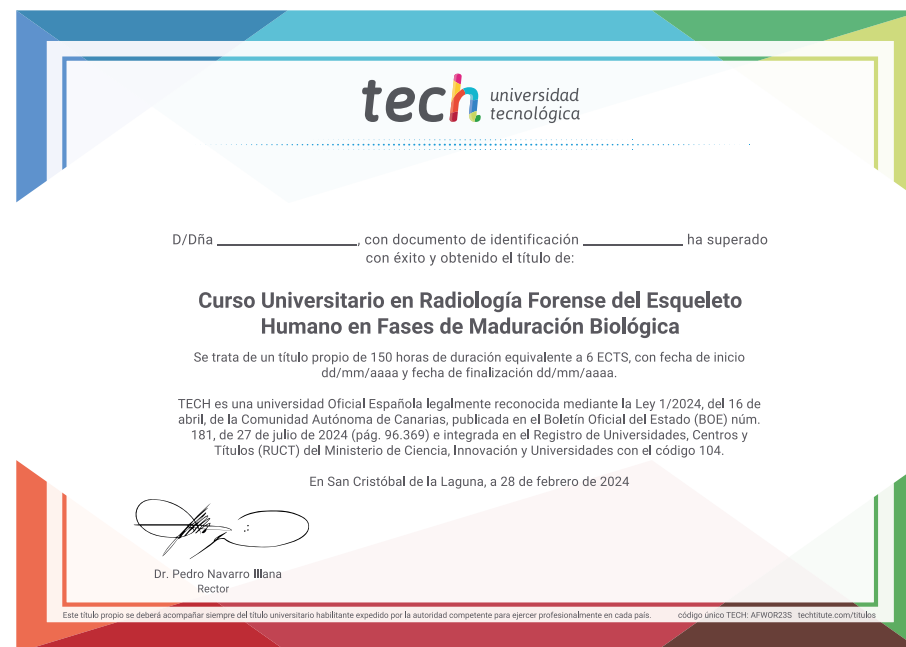 tech universidad
tecnológica
D/Dña ____________________, con documento de identificación ______________ ha superado
con éxito y obtenido el título de:
Curso Universitario en Radiología Forense del Esqueleto
Humano en Fases de Maduración Biológica
Se trata de un título propio de 150 horas de duración equivalente a 6 ECTS, con fecha de inicio
dd/mm/aaaa y fecha de finalización dd/mm/aaaa.
TECH es una universidad Oficial Española legalmente reconocida mediante la Ley 1/2024, del 16 de
abril, de la Comunidad Autónoma de Canarias, publicada en el Boletín Oficial del Estado (BOE) núm.
181, de 27 de julio de 2024 (pág. 96.369) e integrada en el Registro de Universidades, Centros y
Títulos (RUCT) del Ministerio de Ciencia, Innovación y Universidades con el código 104.
En San Cristóbal de la Laguna, a 28 de febrero de 2024
Dr. Pedro Navarro Illana
Rector
Este título propio se deberá acompañar siempre del título universitario habilitante expedido por la autoridad competente para ejercer profesionalmente en cada país. código único TECH: AFWOR23S techtitute.com/titulos